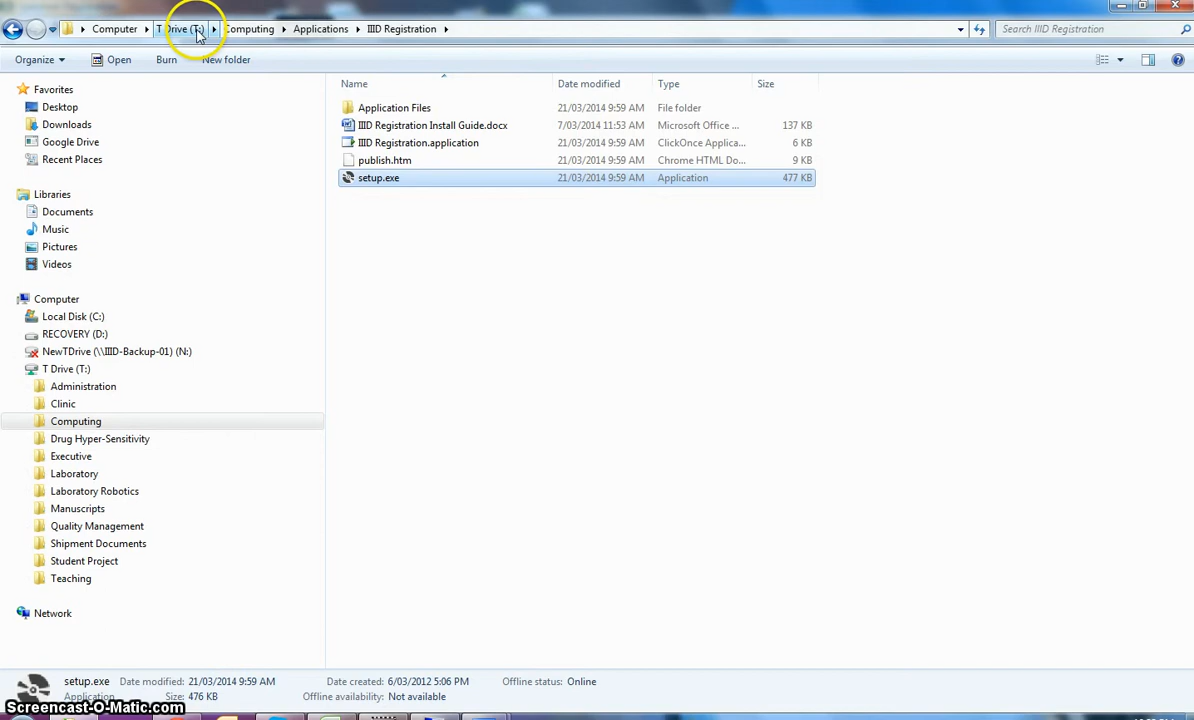 Computer T Drive (T:) Computing Applications IIID Registration Search IIID Registration
Organize Open Burn New folder
Name Date modified Type Size
Application Files 21/03/2014 9:59 AM File folder
IIID Registration Install Guide.docx 7/03/2014 11:53 AM Microsoft Office ... 137 KB
IIID Registration.application 21/03/2014 9:59 AM ClickOnce Applica... 6 KB
publish.htm 21/03/2014 9:59 AM Chrome HTML Do... 9 KB
setup.exe 21/03/2014 9:59 AM Application 477 KB
Favorites
Desktop
Downloads
Google Drive
Recent Places
Libraries
Documents
Music
Pictures
Videos
Computer
Local Disk (C:)
RECOVERY (D:)
NewTDrive (\\IIID-Backup-01) (N:)
T Drive (T:)
Administration
Clinic
Computing
Drug Hyper-Sensitivity
Executive
Laboratory
Laboratory Robotics
Manuscripts
Quality Management
Shipment Documents
Student Project
Teaching
Network
setup.exe Date modified: 21/03/2014 9:59 AM Date created: 6/03/2012 5:06 PM Offline status: Online
Application Size: 476 KB Offline availability: Not available
Screencast-O-Matic.com